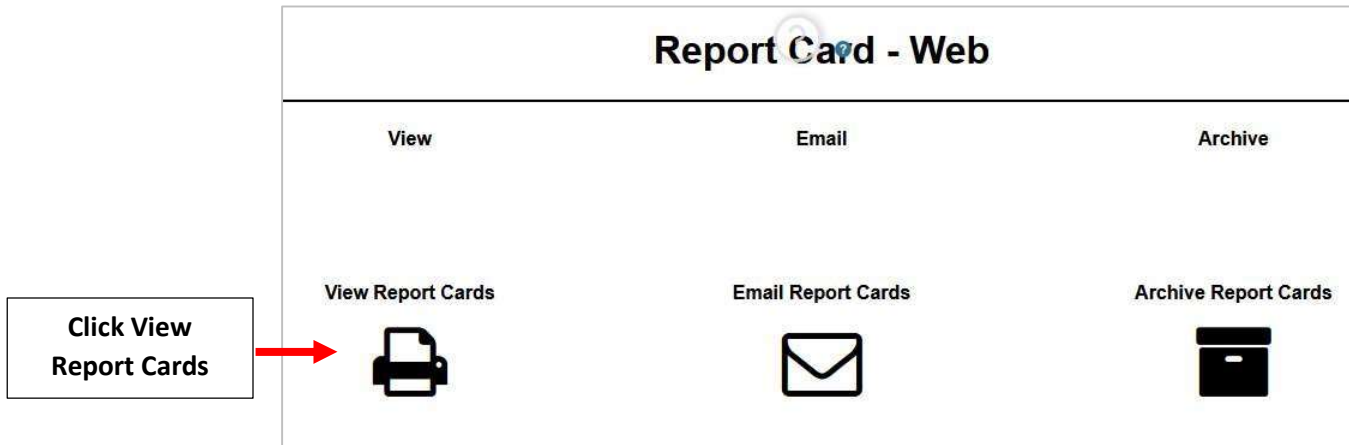 Report Card - Web
View Email Archive
View Report Cards Email Report Cards Archive Report Cards
Click View
Report Cards